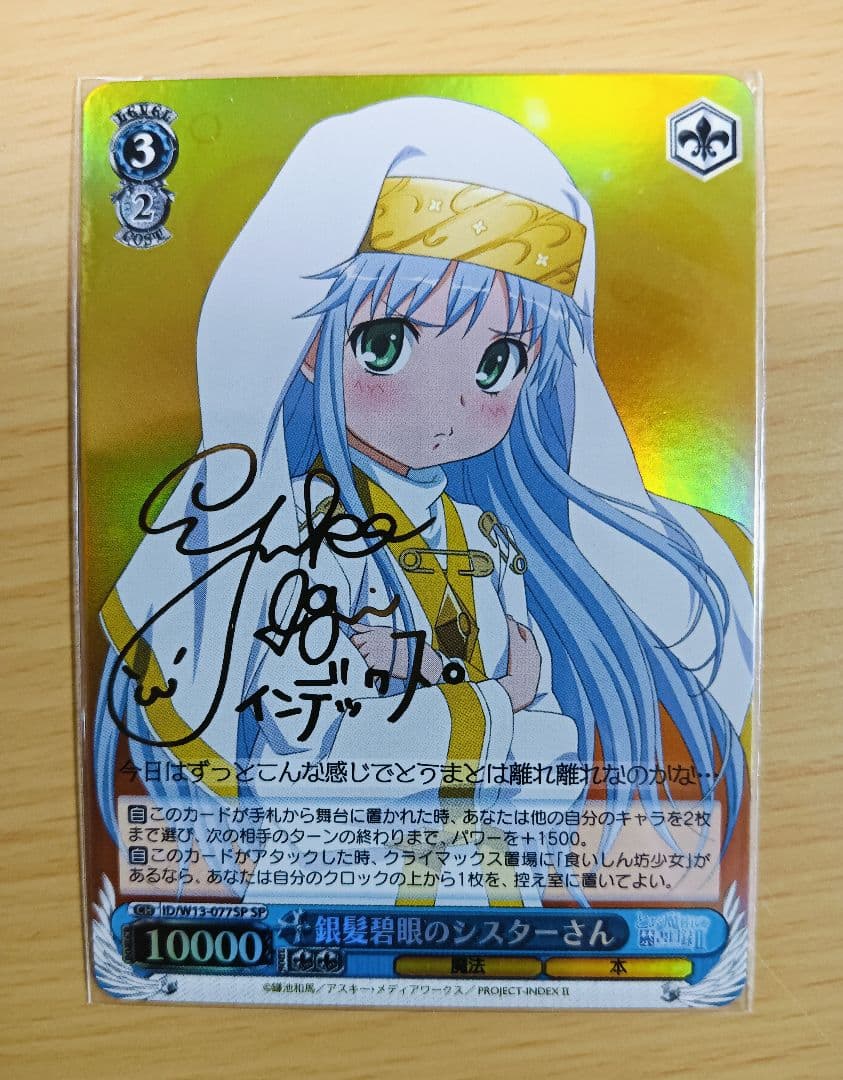 LEVEL
3
2
COST
Yuka
Iguchi
インデックス。
今日はずっとこんな感じでとうまとは離れ離れなのかな…
自このカードが手札から舞台に置かれた時、あなたは他の自分のキャラを2枚
まで選び、次の相手のターンの終わりまで、パワーを+1500。
自このカードがアタックした時、クライマックス置場に「食いしん坊少女」が
あるなら、あなたは自分のクロックの上から1枚を、控え室に置いてよい。
CH ID/W13-077SP SP
10000 銀髪碧眼のシスターさん
魔法 本
©鎌池和馬／アスキー・メディアワークス／PROJECT-INDEX II